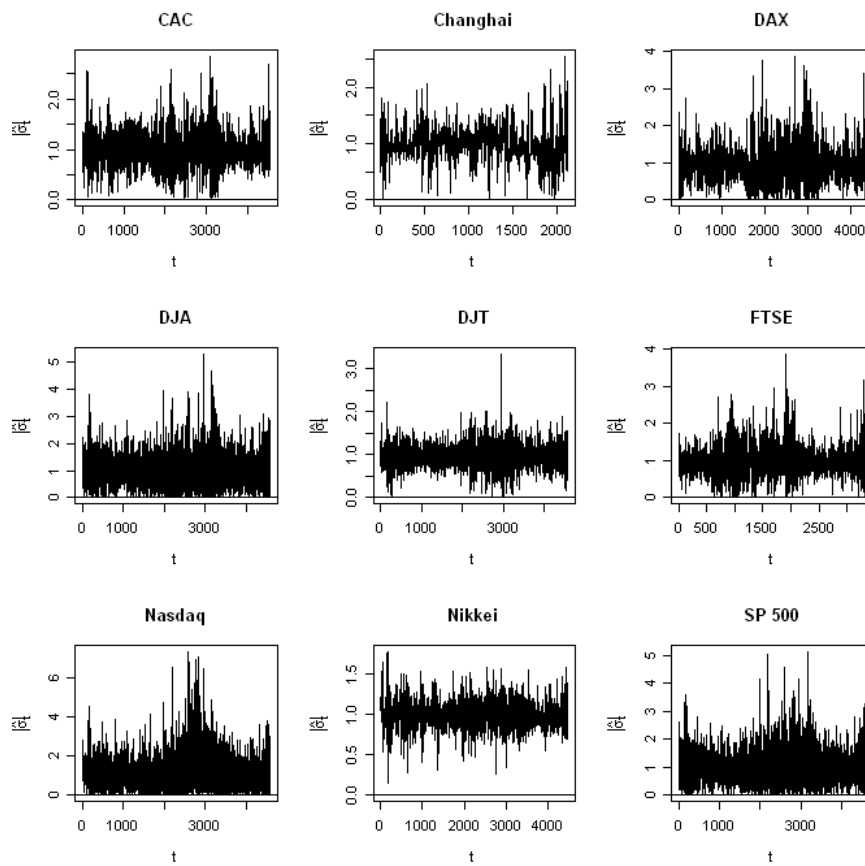 CAC
Changhai
DAX
|σ̂t|
0.0 1.0 2.0
0 1000 3000
t
|σ̂t|
0.0 1.0 2.0
0 500 1000 1500 2000
t
|σ̂t|
0 1 2 3 4
0 1000 2000 3000 4000
t
DJA
DJT
FTSE
|σ̂t|
0 1 2 3 4 5
0 1000 3000
t
|σ̂t|
0.0 1.0 2.0 3.0
0 1000 3000
t
|σ̂t|
0 1 2 3 4
0 500 1500 2500
t
Nasdaq
Nikkei
SP 500
|σ̂t|
0 2 4 6
0 1000 3000
t
|σ̂t|
0.0 0.5 1.0 1.5
0 1000 2000 3000 4000
t
|σ̂t|
0 1 2 3 4 5
0 1000 3000
t